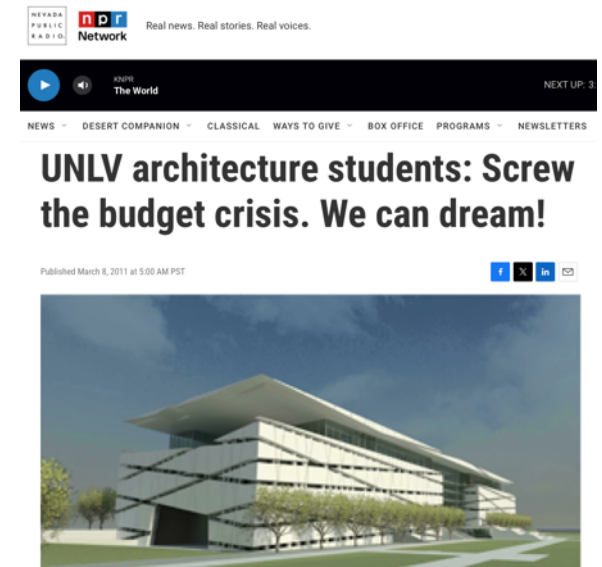 NEVADA
PUBLIC
RADIO
npr
Network
Real news. Real stories. Real voices.
KNPR
The World
NEXT UP: 3:
NEWS
DESERT COMPANION
CLASSICAL
WAYS TO GIVE
BOX OFFICE
PROGRAMS
NEWSLETTERS
UNLV architecture students: Screw
the budget crisis. We can dream!
Published March 8, 2011 at 5:00 AM PST
f X in